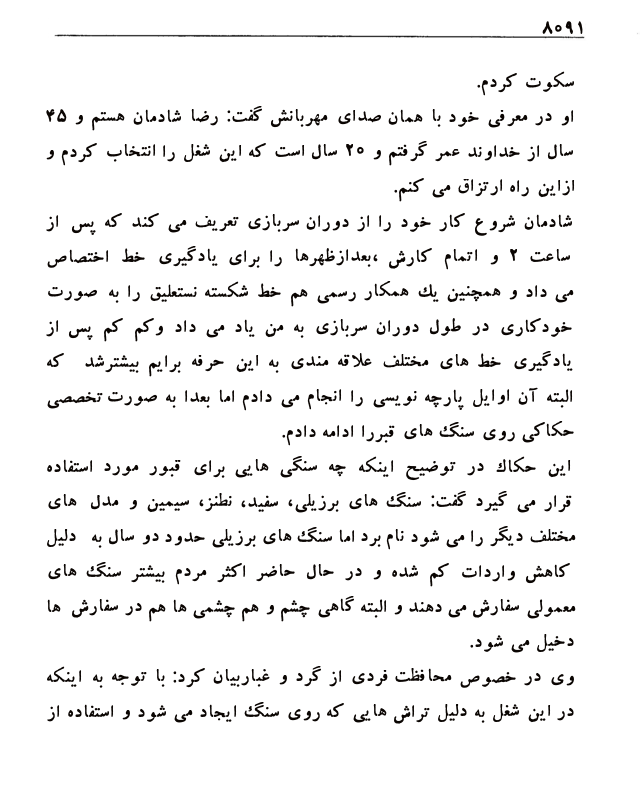 ۸۰۹۱
سکوت کردم.
او در معرفی خود با همان صدای مهربانش گفت: رضا شادمان هستم و ۴۵
سال از خداوند عمر گرفتم و ۲۰ سال است که این شغل را انتخاب کردم و
ازاین راه ارتزاق می کنم.
شادمان شروع کار خود را از دوران سربازی تعریف می کند که پس از
ساعت ۲ و اتمام کارش ،بعدازظهرها را برای یادگیری خط اختصاص
می داد و همچنین یك همکار رسمی هم خط شکسته نستعلیق را به صورت
خودکاری در طول دوران سربازی به من یاد می داد وکم کم پس از
یادگیری خط های مختلف علاقه مندی به این حرفه برایم بیشترشد که
البته آن اوایل پارچه نویسی را انجام می دادم اما بعدا به صورت تخصصی
حکاکی روی سنگ های قبررا ادامه دادم.
این حکاك در توضیح اینکه چه سنگی هایی برای قبور مورد استفاده
قرار می گیرد گفت: سنگ های برزیلی، سفید، نطنز، سیمین و مدل های
مختلف دیگر را می شود نام برد اما سنگ های برزیلی حدود دو سال به دلیل
کاهش واردات کم شده و در حال حاضر اکثر مردم بیشتر سنگ های
معمولی سفارش می دهند و البته گاهی چشم و هم چشمی ها هم در سفارش ها
دخیل می شود.
وی در خصوص محافظت فردی از گرد و غباربیان کرد: با توجه به اینکه
در این شغل به دلیل تراش هایی که روی سنگ ایجاد می شود و استفاده از